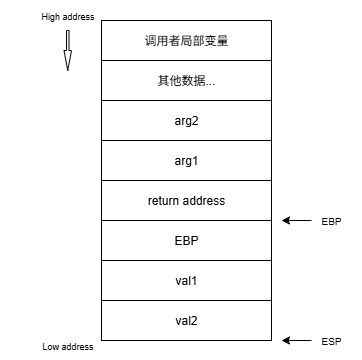 High address
调用者局部变量
其他数据...
arg2
arg1
return address
EBP
EBP
val1
val2
Low address
ESP